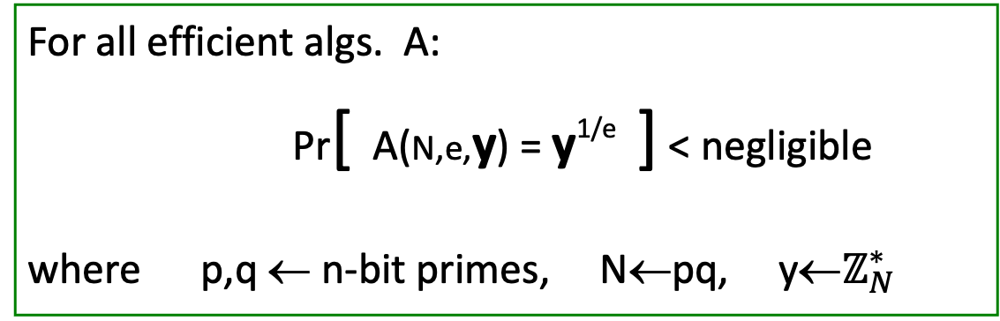 For all efficient algs. A:
Pr[ A(N,e,y) = y^{1/e} ] < negligible
where p,q ← n-bit primes, N←pq, y←ℤ*_N